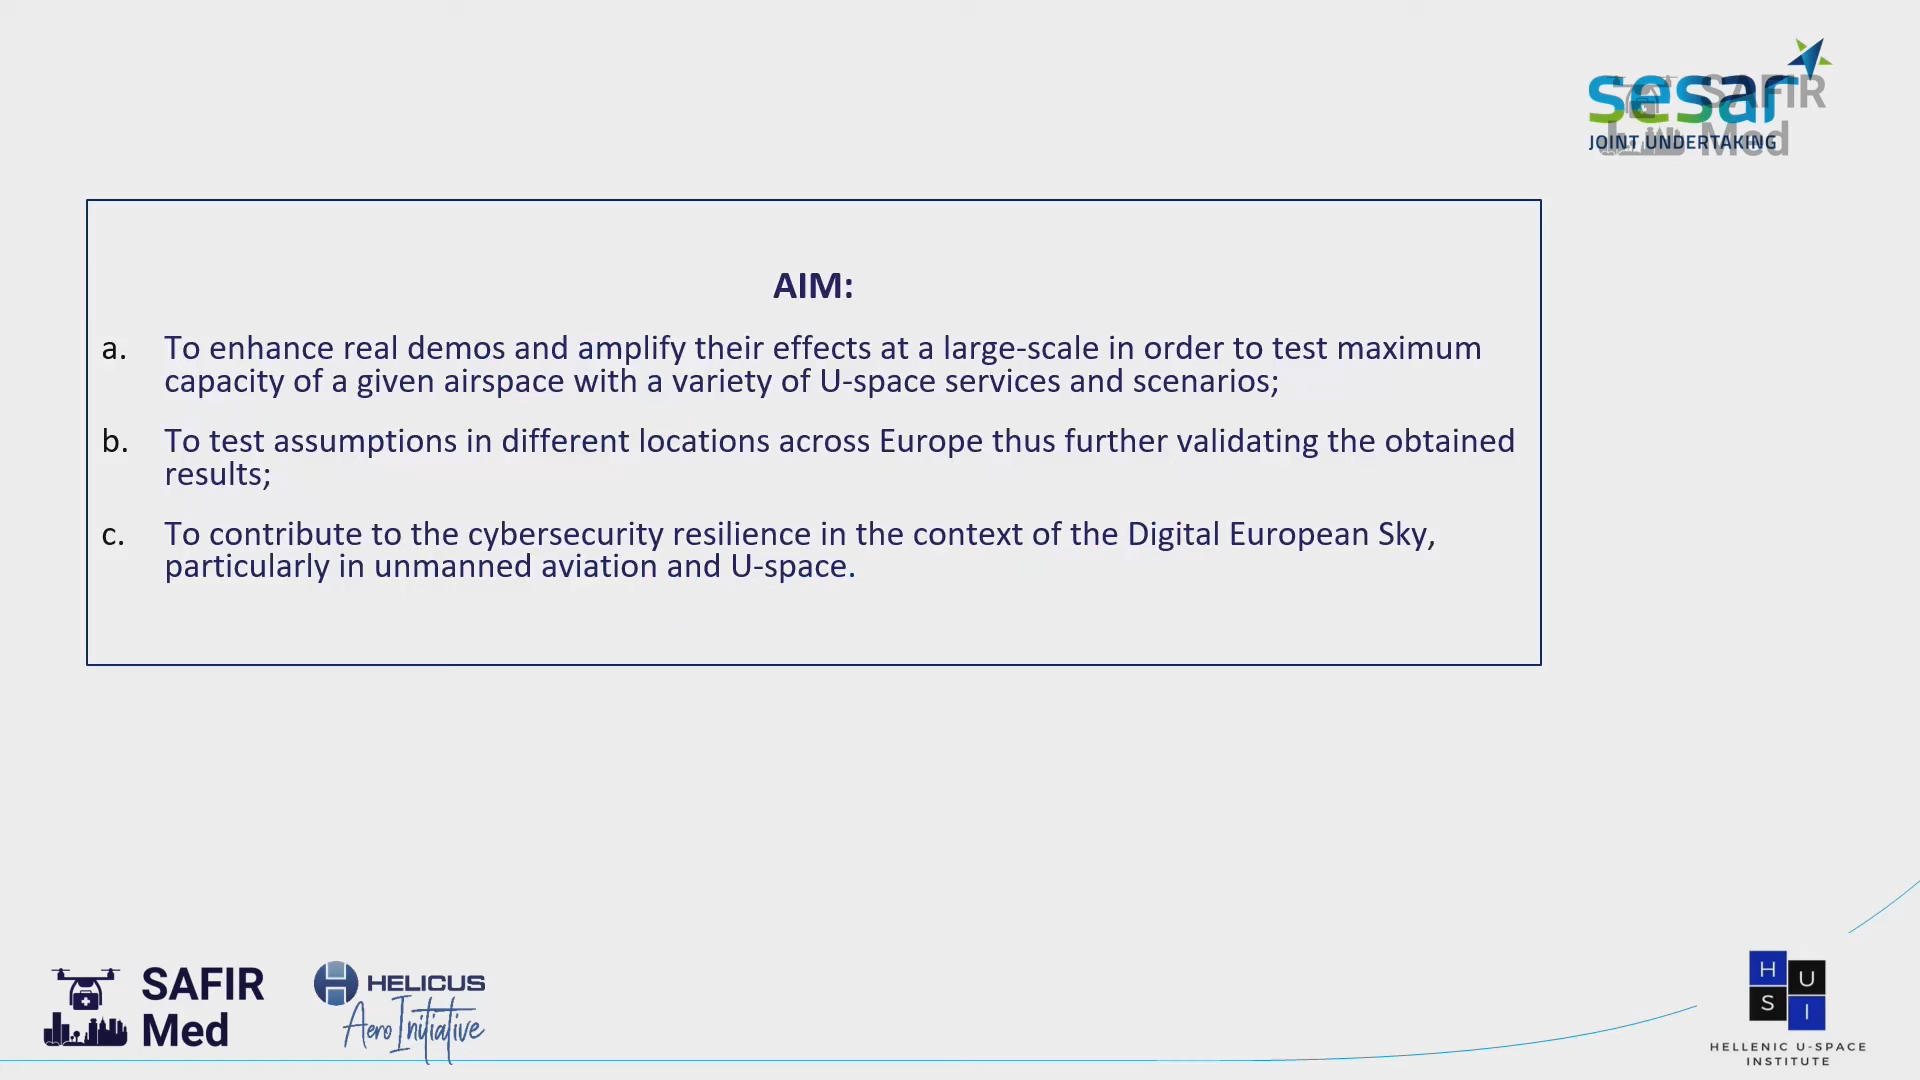 sesar
SAFIR
Med
JOINT UNDERTAKING
AIM:
a. To enhance real demos and amplify their effects at a large-scale in order to test maximum
capacity of a given airspace with a variety of U-space services and scenarios;
b. To test assumptions in different locations across Europe thus further validating the obtained
results;
c. To contribute to the cybersecurity resilience in the context of the Digital European Sky,
particularly in unmanned aviation and U-space.
SAFIR
Med
H HELICUS
Aero Initiative
H U
S I
HELLENIC U-SPACE
INSTITUTE